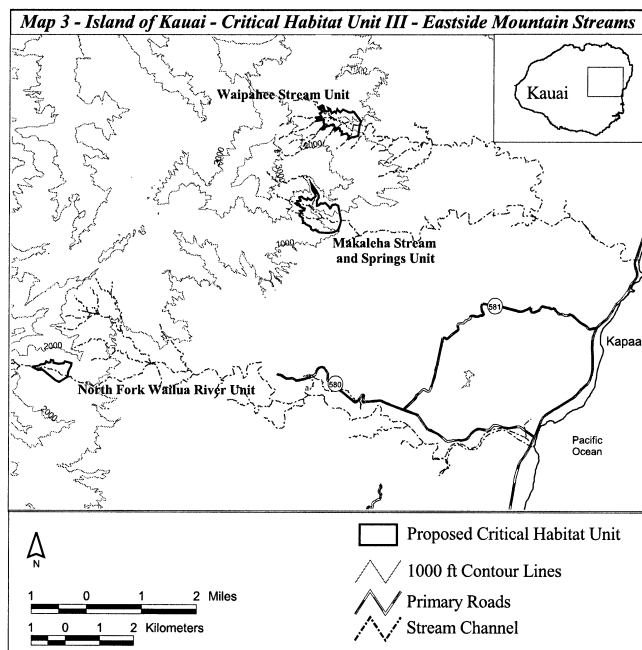 Map 3 - Island of Kauai - Critical Habitat Unit III - Eastside Mountain Streams
Kauai
Waipahee Stream Unit
2000
1000
Makaleha Stream
and Springs Unit
581
Kapaa
2000
North Fork Wailua River Unit
580
Pacific
Ocean
N
1 0 1 2 Miles
1 0 1 2 Kilometers
Proposed Critical Habitat Unit
1000 ft Contour Lines
Primary Roads
Stream Channel